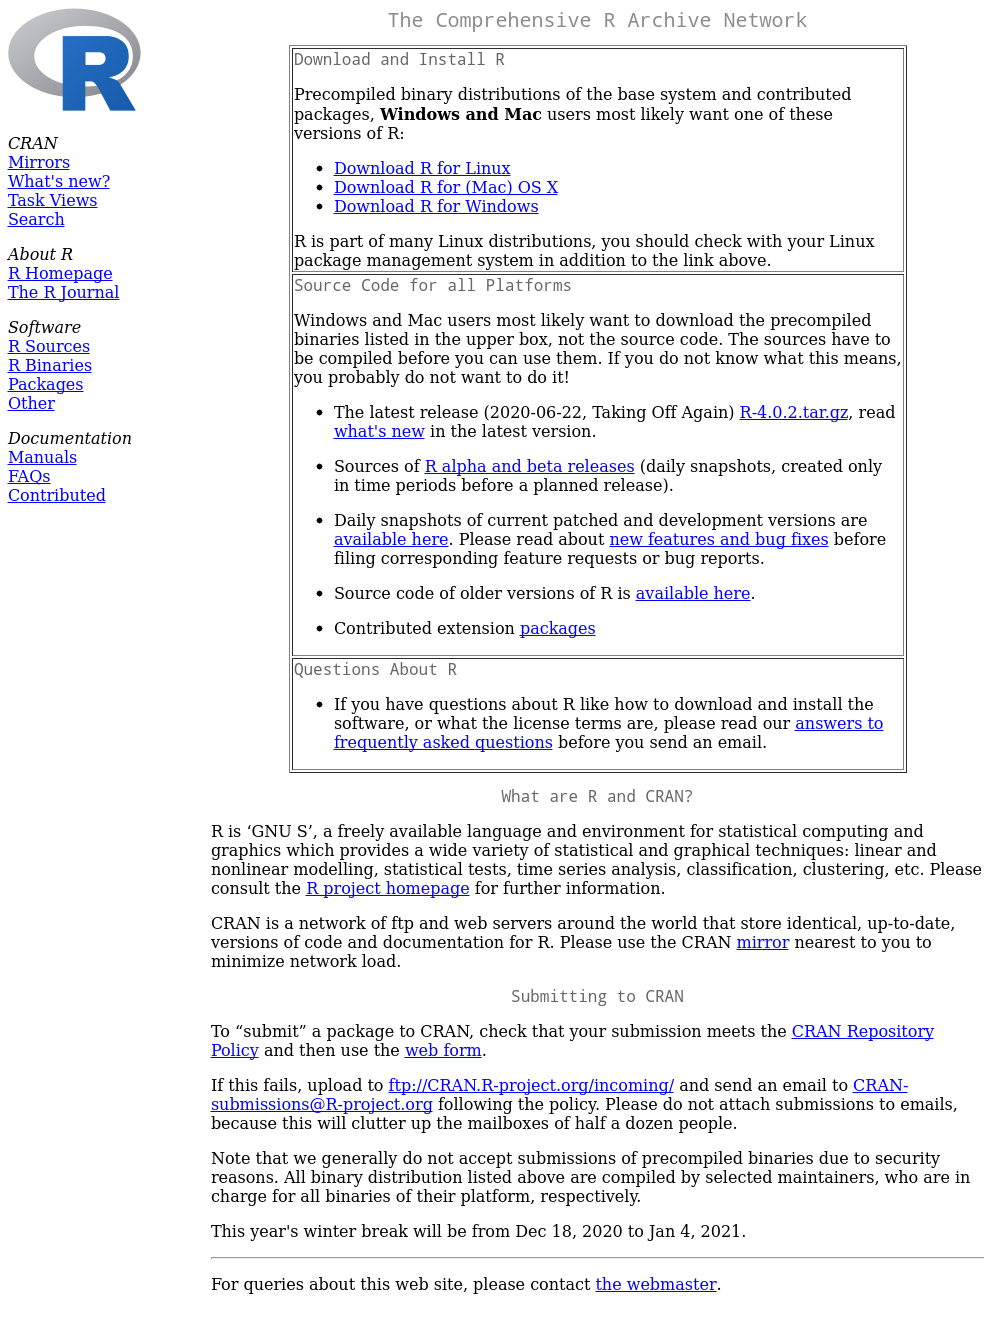 R
CRAN
Mirrors
What's new?
Task Views
Search
About R
R Homepage
The R Journal
Software
R Sources
R Binaries
Packages
Other
Documentation
Manuals
FAQs
Contributed
The Comprehensive R Archive Network
Download and Install R
Precompiled binary distributions of the base system and contributed
packages, Windows and Mac users most likely want one of these
versions of R:
• Download R for Linux
• Download R for (Mac) OS X
• Download R for Windows
R is part of many Linux distributions, you should check with your Linux
package management system in addition to the link above.
Source Code for all Platforms
Windows and Mac users most likely want to download the precompiled
binaries listed in the upper box, not the source code. The sources have to
be compiled before you can use them. If you do not know what this means,
you probably do not want to do it!
• The latest release (2020-06-22, Taking Off Again) R-4.0.2.tar.gz, read
what's new in the latest version.
• Sources of R alpha and beta releases (daily snapshots, created only
in time periods before a planned release).
• Daily snapshots of current patched and development versions are
available here. Please read about new features and bug fixes before
filing corresponding feature requests or bug reports.
• Source code of older versions of R is available here.
• Contributed extension packages
Questions About R
• If you have questions about R like how to download and install the
software, or what the license terms are, please read our answers to
frequently asked questions before you send an email.
What are R and CRAN?
R is ‘GNU S’, a freely available language and environment for statistical computing and
graphics which provides a wide variety of statistical and graphical techniques: linear and
nonlinear modelling, statistical tests, time series analysis, classification, clustering, etc. Please
consult the R project homepage for further information.
CRAN is a network of ftp and web servers around the world that store identical, up-to-date,
versions of code and documentation for R. Please use the CRAN mirror nearest to you to
minimize network load.
Submitting to CRAN
To “submit” a package to CRAN, check that your submission meets the CRAN Repository
Policy and then use the web form.
If this fails, upload to ftp://CRAN.R-project.org/incoming/ and send an email to CRAN-
submissions@R-project.org following the policy. Please do not attach submissions to emails,
because this will clutter up the mailboxes of half a dozen people.
Note that we generally do not accept submissions of precompiled binaries due to security
reasons. All binary distribution listed above are compiled by selected maintainers, who are in
charge for all binaries of their platform, respectively.
This year's winter break will be from Dec 18, 2020 to Jan 4, 2021.
For queries about this web site, please contact the webmaster.